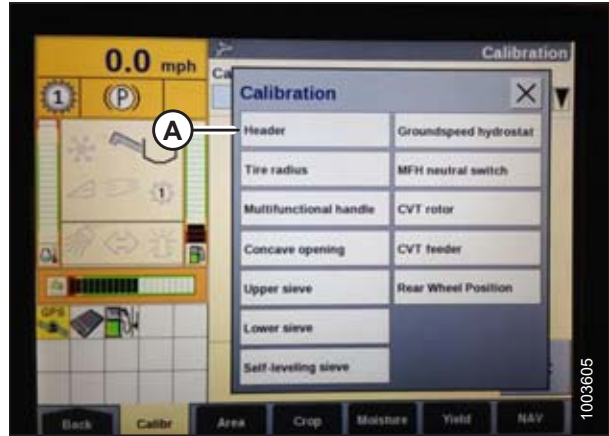 0.0 mph
Calibration
Ca
1
(P)
Calibration
A
Header
Groundspeed hydrostat
Tire radius
MFH neutral switch
Multifunctional handle
CVT rotor
Concave opening
CVT feeder
Upper sieve
Rear Wheel Position
Lower sieve
Self-leveling sieve
1
GPS
Back
Calibr
Area
Crop
Moisture
Yield
NAV
1003605